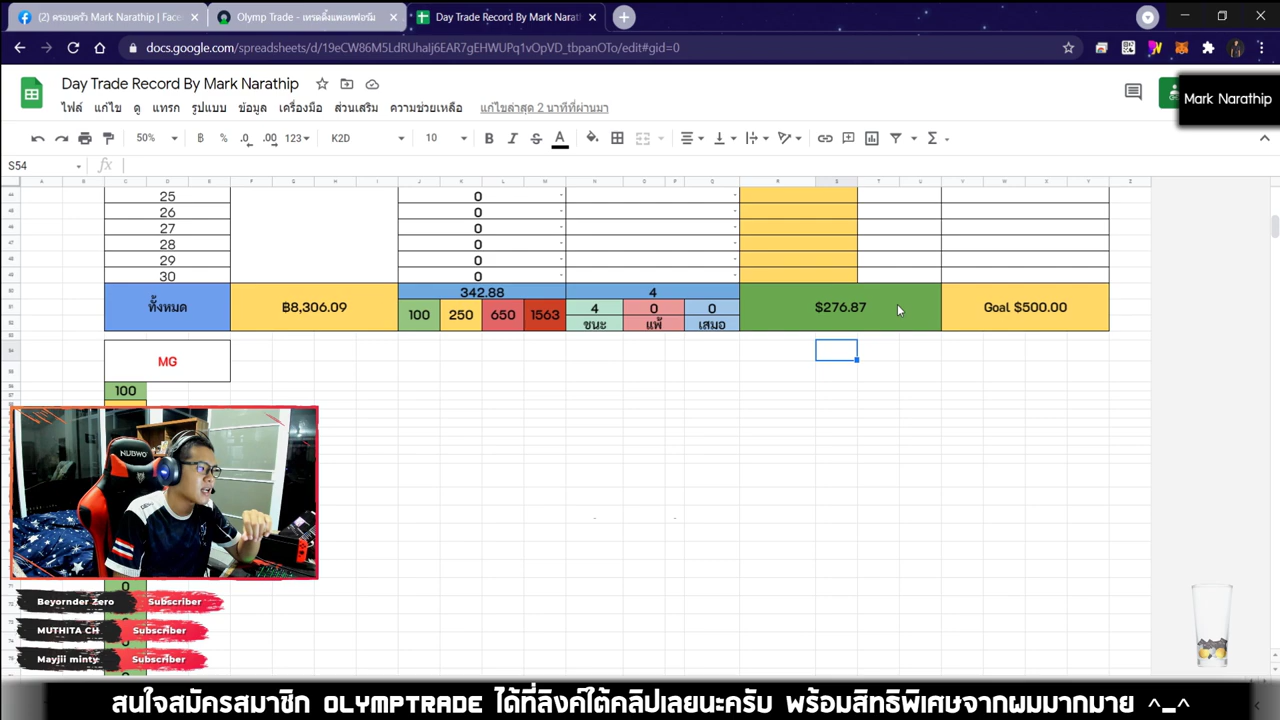 (2) ครอบครัว Mark Narathip | Face
Olymp Trade - เทรดดิ้งแพลทฟอร์มื
Day Trade Record By Mark Narat
docs.google.com/spreadsheets/d/19eCW86M5LdRUhalj6EAR7gEHWUPq1vOpVD_tbpanOTo/edit#gid=0
Day Trade Record By Mark Narathip
Mark Narathip
ไฟล์ แก้ไข ดู แทรก รูปแบบ ข้อมูล เครื่องมือ ส่วนเสริม ความช่วยเหลือ แก้ไขล่าสุด 2 นาทีที่ผ่านมา
50% ฿ % .0 .00 123 K2D 10 B I S A Σ
S54 fx
A B C D E F G H I J K L M N O P Q R S T U V W X Y Z
25 0 - -
26 0 - -
27 0 - -
28 0 - -
29 0 - -
30 0 - -
ทั้งหมด ฿8,306.09 342.88 4 $276.87 Goal $500.00
100 250 650 1563 4 0 0
ชนะ แพ้ เสมอ
MG
100
NUBWO
0
Beyornder Zero Subscriber
MUTHITA CH Subscriber
Mayjii minty Subscriber
สนใจสมัครสมาชิก OLYMPTRADE ได้ที่ลิงค์ใต้คลิปเลยนะครับ พร้อมสิทธิพิเศษจากผมมากมาย ^_^